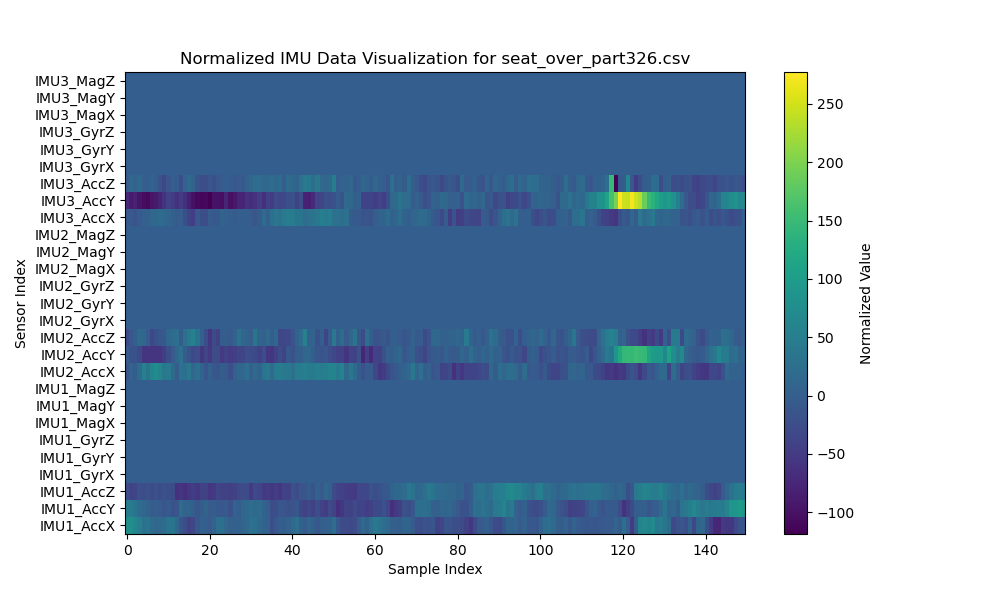 Normalized IMU Data Visualization for seat_over_part326.csv
IMU3_MagZ
IMU3_MagY
IMU3_MagX
IMU3_GyrZ
IMU3_GyrY
IMU3_GyrX
IMU3_AccZ
IMU3_AccY
IMU3_AccX
IMU2_MagZ
IMU2_MagY
IMU2_MagX
IMU2_GyrZ
IMU2_GyrY
IMU2_GyrX
IMU2_AccZ
IMU2_AccY
IMU2_AccX
IMU1_MagZ
IMU1_MagY
IMU1_MagX
IMU1_GyrZ
IMU1_GyrY
IMU1_GyrX
IMU1_AccZ
IMU1_AccY
IMU1_AccX
Sensor Index
0 20 40 60 80 100 120 140
Sample Index
250
200
150
100
50
0
−50
−100
Normalized Value